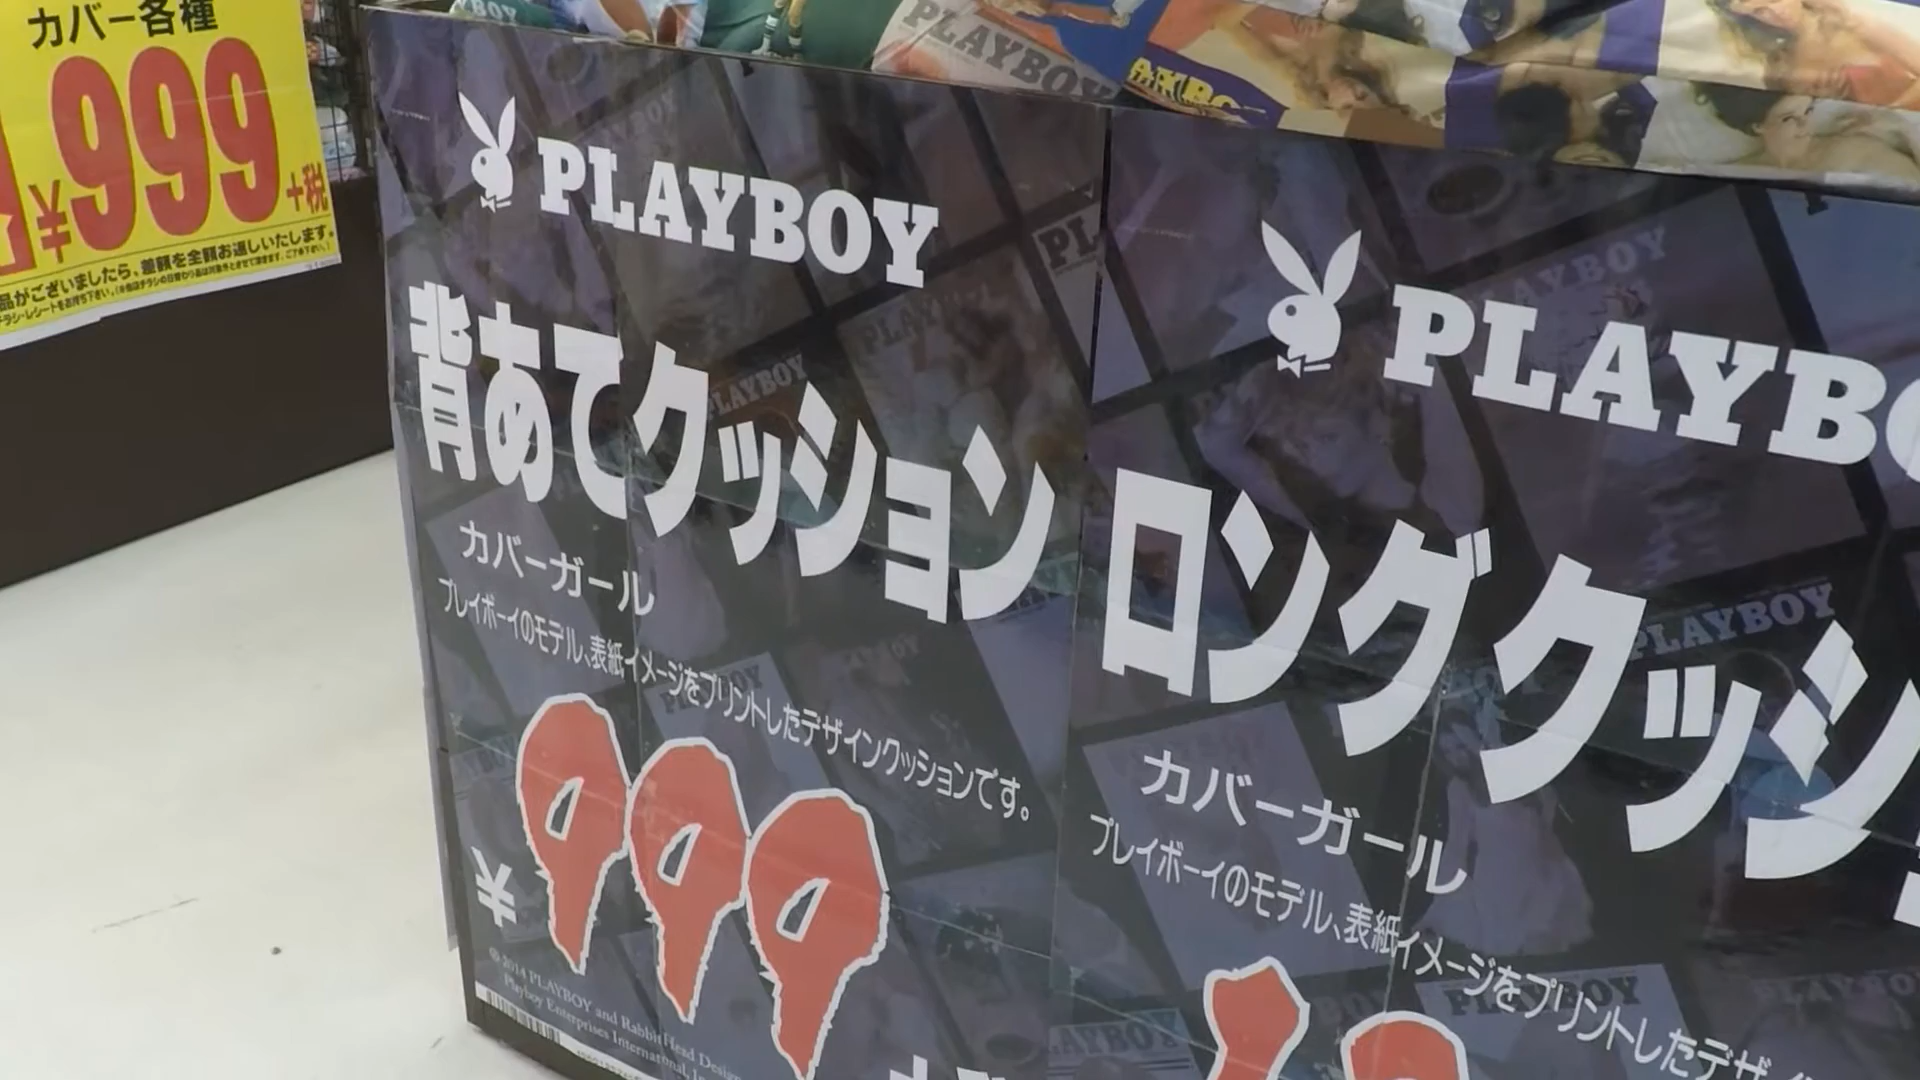 カバー各種
¥999
+税
品がございましたら、差額を全額お返しいたします。
PLAYBOY
背あてクッション
カバーガール
プレイボーイのモデル、表紙イメージをプリントしたデザインクッションです。
¥999
© 2014 PLAYBOY and Rabbit Head Design
Playboy Enterprises International, In
PLAYBO
ロングクッシ
カバーガール
プレイボーイのモデル、表紙イメージをプリントしたデザイ
PLAYBOY